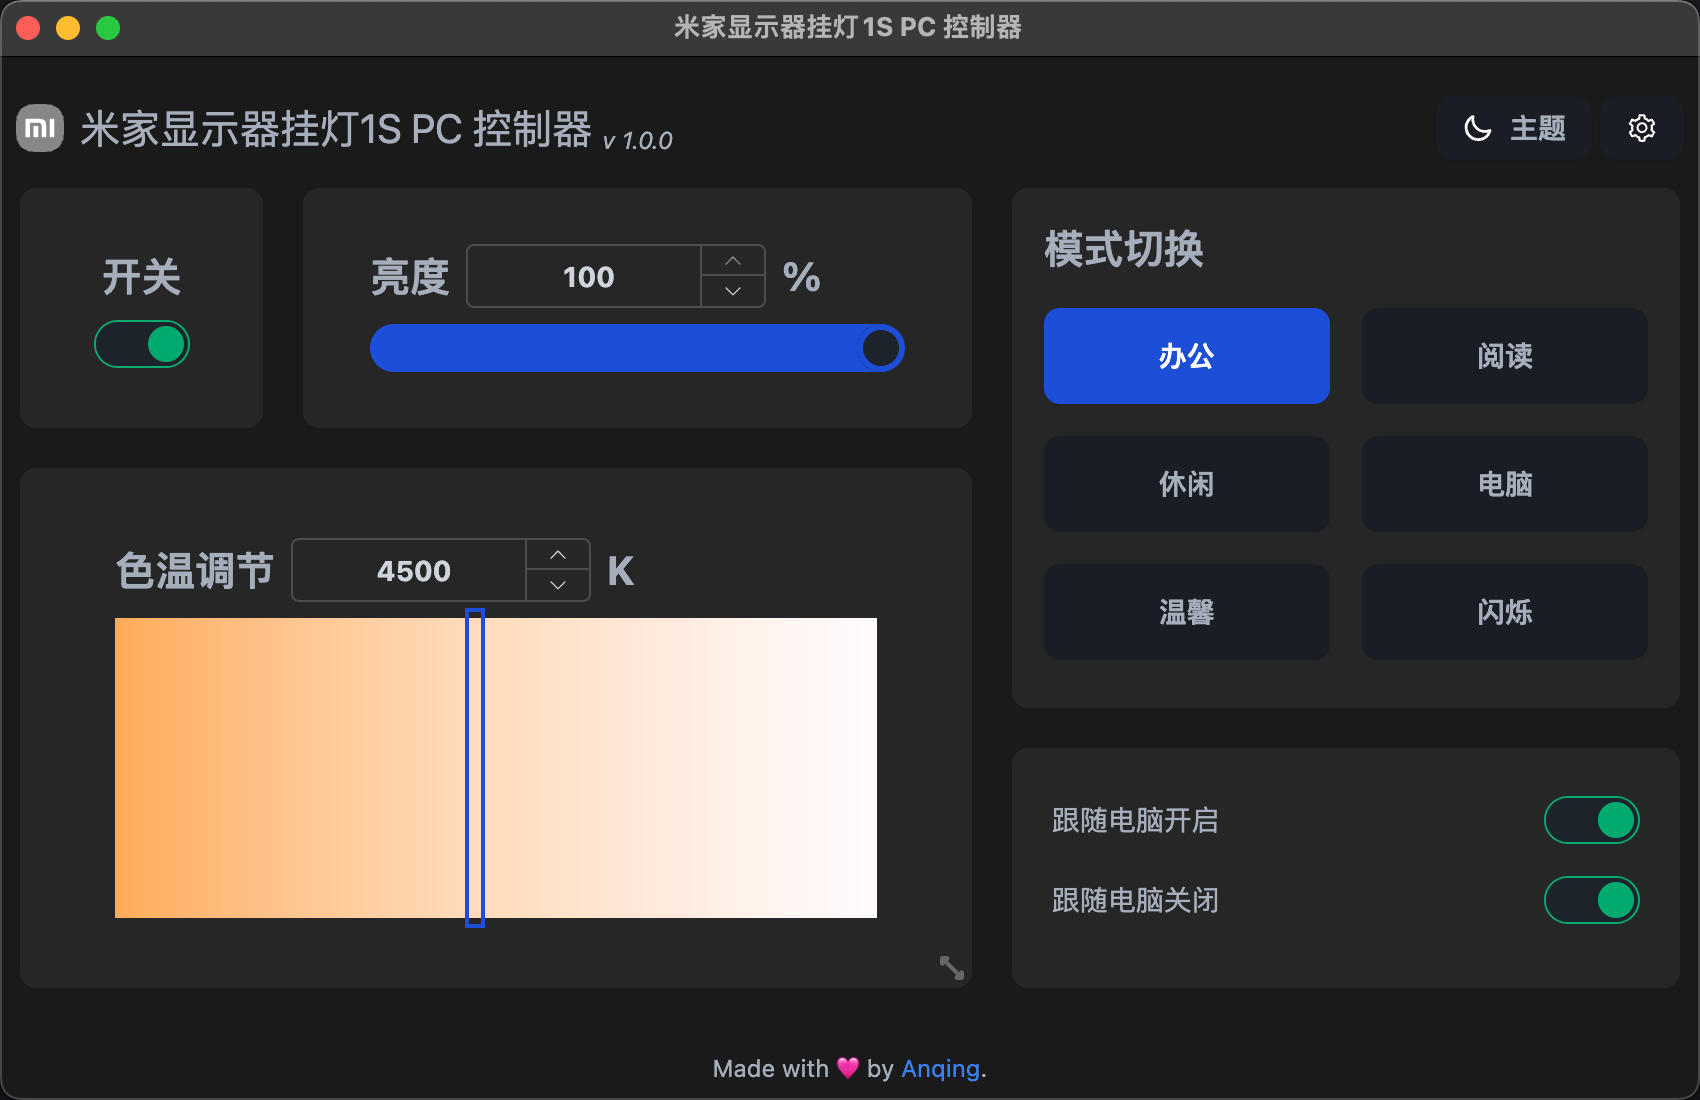 米家显示器挂灯1S PC 控制器
米家显示器挂灯1S PC 控制器 v 1.0.0
主题
开关
亮度 100 %
模式切换
办公
阅读
休闲
电脑
温馨
闪烁
色温调节 4500 K
跟随电脑开启
跟随电脑关闭
Made with 💗 by Anqing.